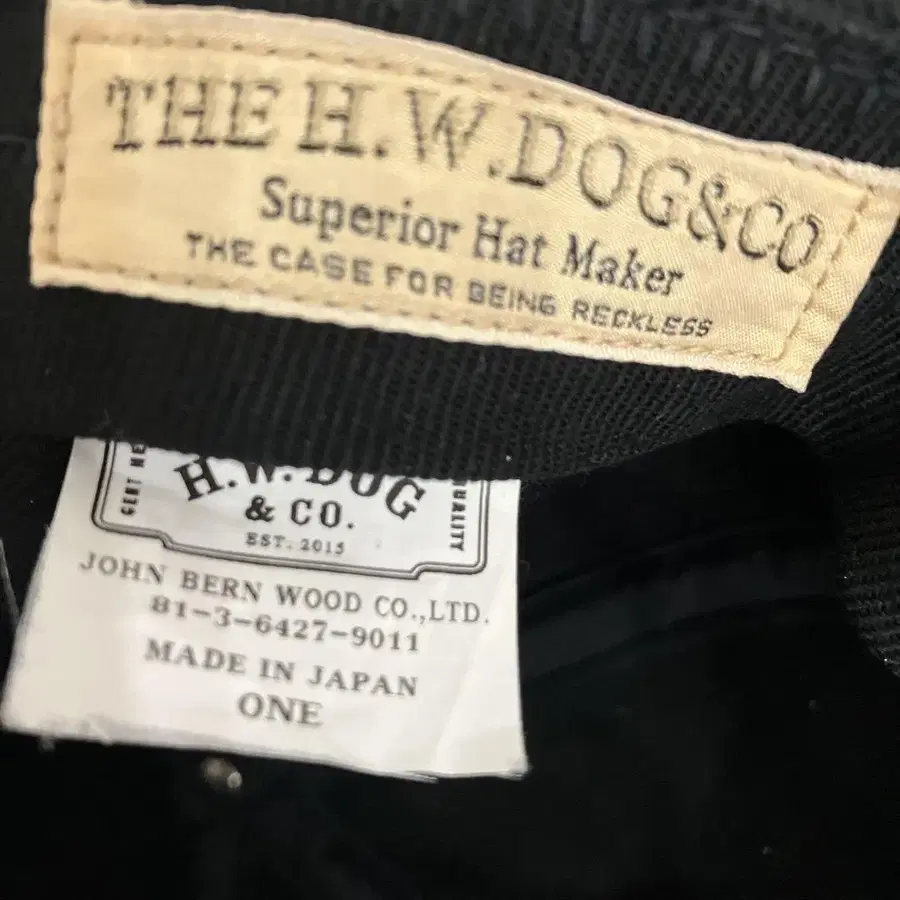 THE H.W.DOG&CO
Superior Hat Maker
THE CASE FOR BEING RECKLESS
H.W.DOG
& CO.
EST. 2015
JOHN BERN WOOD CO.,LTD.
81-3-6427-9011
MADE IN JAPAN
ONE